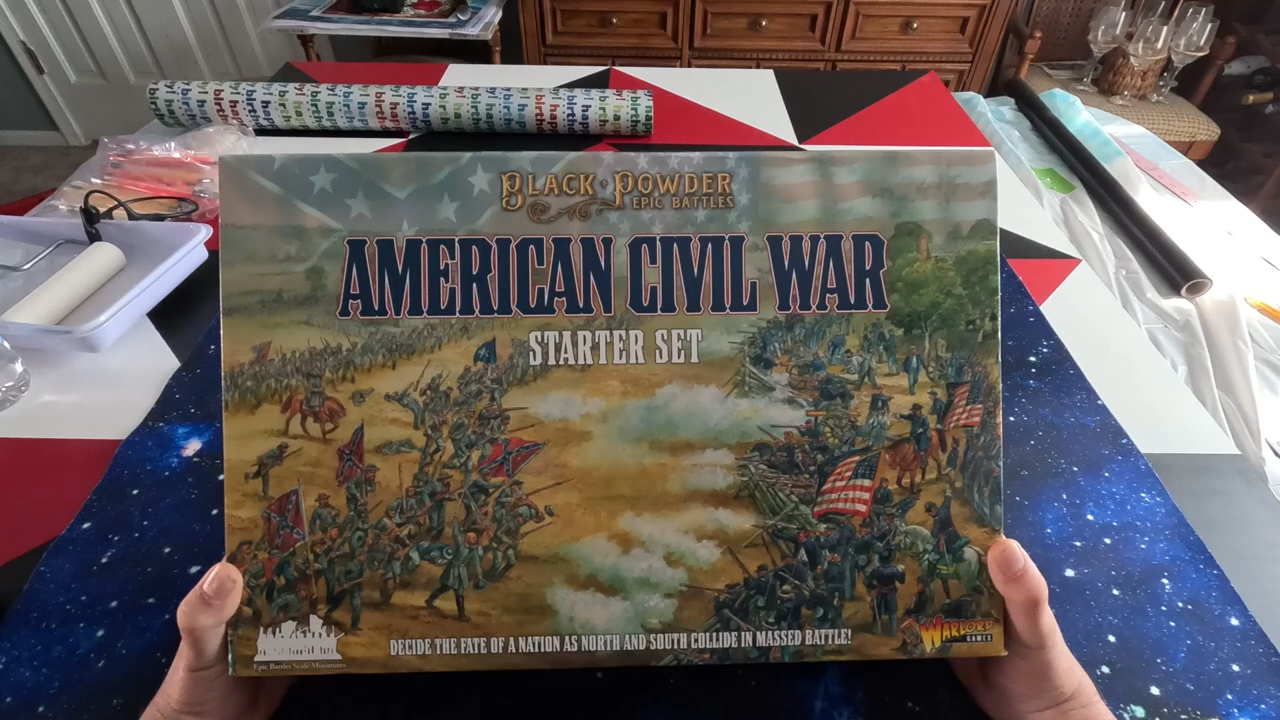 happy birthday
BLACK POWDER
EPIC BATTLES
AMERICAN CIVIL WAR
STARTER SET
DECIDE THE FATE OF A NATION AS NORTH AND SOUTH COLLIDE IN MASSED BATTLE!
Epic Battles Scale Miniatures
WARLORD
GAMES